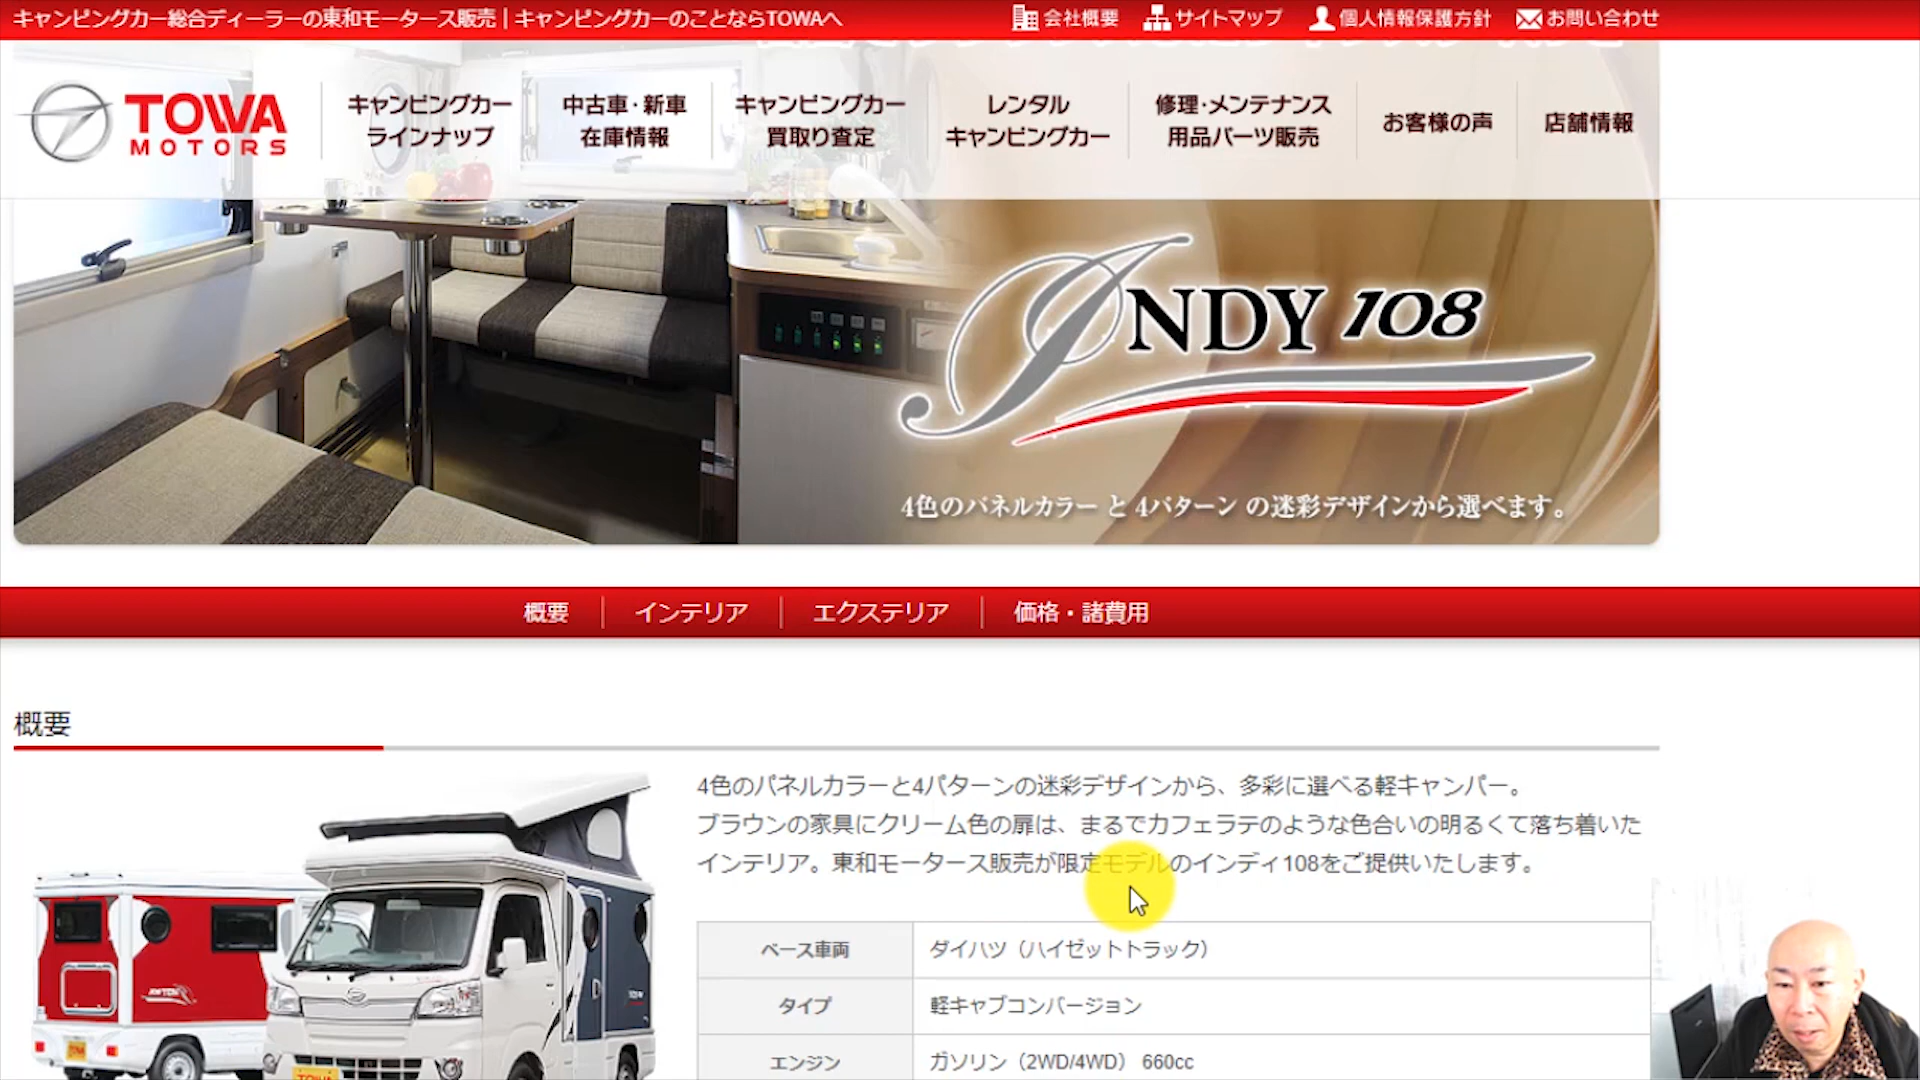 キャンピングカー総合ディーラーの東和モータース販売 | キャンピングカーのことならTOWAへ
会社概要
サイトマップ
個人情報保護方針
お問い合わせ
TOWA
MOTORS
キャンピングカー
ラインナップ
中古車・新車
在庫情報
キャンピングカー
買取り査定
レンタル
キャンピングカー
修理・メンテナンス
用品パーツ販売
お客様の声
店舗情報
INDY 108
4色のパネルカラー と 4パターン の迷彩デザインから選べます。
概要
インテリア
エクステリア
価格・諸費用
概要
4色のパネルカラーと4パターンの迷彩デザインから、多彩に選べる軽キャンパー。
ブラウンの家具にクリーム色の扉は、まるでカフェラテのような色合いの明るくて落ち着いた
インテリア。東和モータース販売が限定モデルのインディ108をご提供いたします。
ベース車両
ダイハツ（ハイゼットトラック）
タイプ
軽キャブコンバージョン
エンジン
ガソリン（2WD/4WD） 660cc